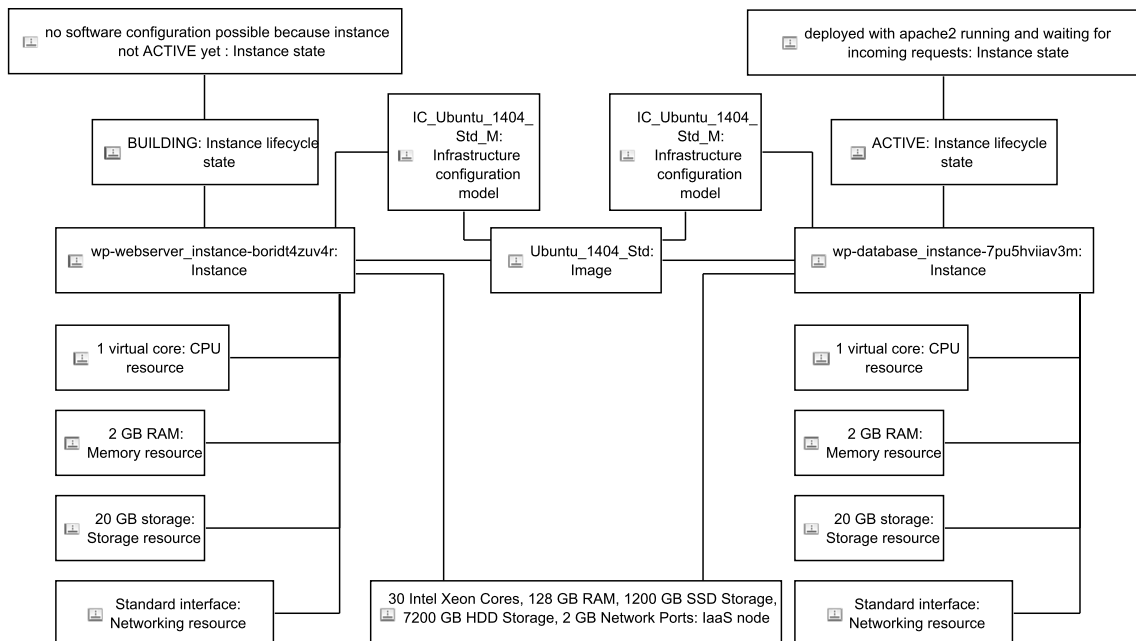 no software configuration possible because instance
not ACTIVE yet : Instance state
deployed with apache2 running and waiting for
incoming requests: Instance state
BUILDING: Instance lifecycle
state
IC_Ubuntu_1404_
Std_M:
Infrastructure
configuration
model
IC_Ubuntu_1404_
Std_M:
Infrastructure
configuration
model
ACTIVE: Instance lifecycle
state
wp-webserver_instance-boridt4zuv4r:
Instance
Ubuntu_1404_Std:
Image
wp-database_instance-7pu5hviiav3m:
Instance
1 virtual core: CPU
resource
1 virtual core: CPU
resource
2 GB RAM:
Memory resource
2 GB RAM:
Memory resource
20 GB storage:
Storage resource
20 GB storage:
Storage resource
Standard interface:
Networking resource
30 Intel Xeon Cores, 128 GB RAM, 1200 GB SSD Storage,
7200 GB HDD Storage, 2 GB Network Ports: IaaS node
Standard interface:
Networking resource